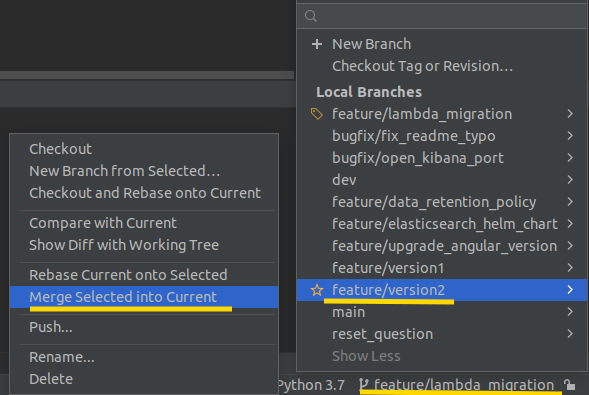 New Branch
Checkout Tag or Revision…
Local Branches
feature/lambda_migration
bugfix/fix_readme_typo
bugfix/open_kibana_port
dev
feature/data_retention_policy
feature/elasticsearch_helm_chart
feature/upgrade_angular_version
feature/version1
feature/version2
main
reset_question
Show Less
Checkout
New Branch from Selected…
Checkout and Rebase onto Current
Compare with Current
Show Diff with Working Tree
Rebase Current onto Selected
Merge Selected into Current
Push…
Rename…
Delete
Python 3.7 feature/lambda_migration